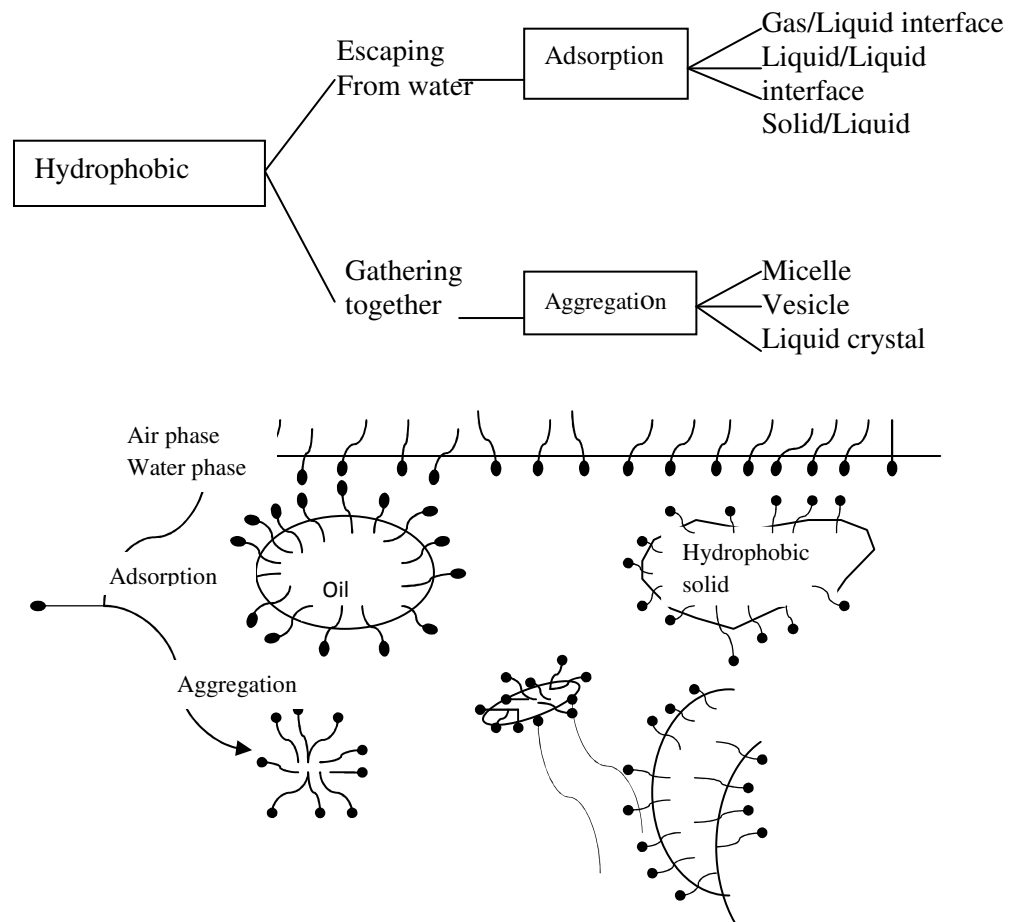 Hydrophobic
Escaping
From water
Adsorption
Gas/Liquid interface
Liquid/Liquid
interface
Solid/Liquid
Gathering
together
Aggregation
Micelle
Vesicle
Liquid crystal
Air phase
Water phase
Adsorption
Oil
Hydrophobic
solid
Aggregation